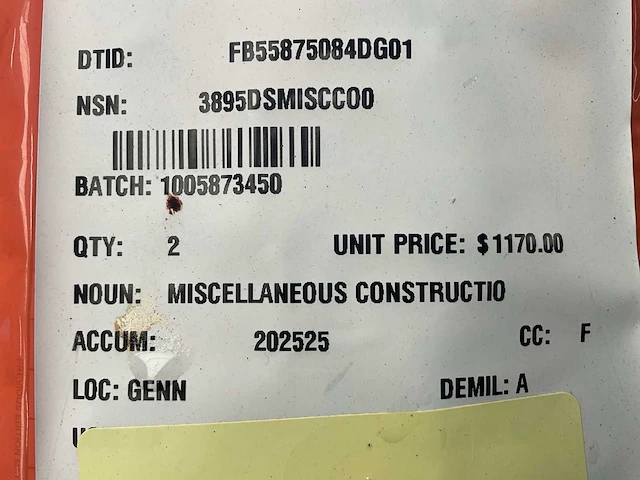 DTID: FB55875084DG01
NSN: 3895DSMISCC00
BATCH: 1005873450
QTY: 2 UNIT PRICE: $1170.00
NOUN: MISCELLANEOUS CONSTRUCTIO
ACCUM: 202525 CC: F
LOC: GENN DEMIL: A